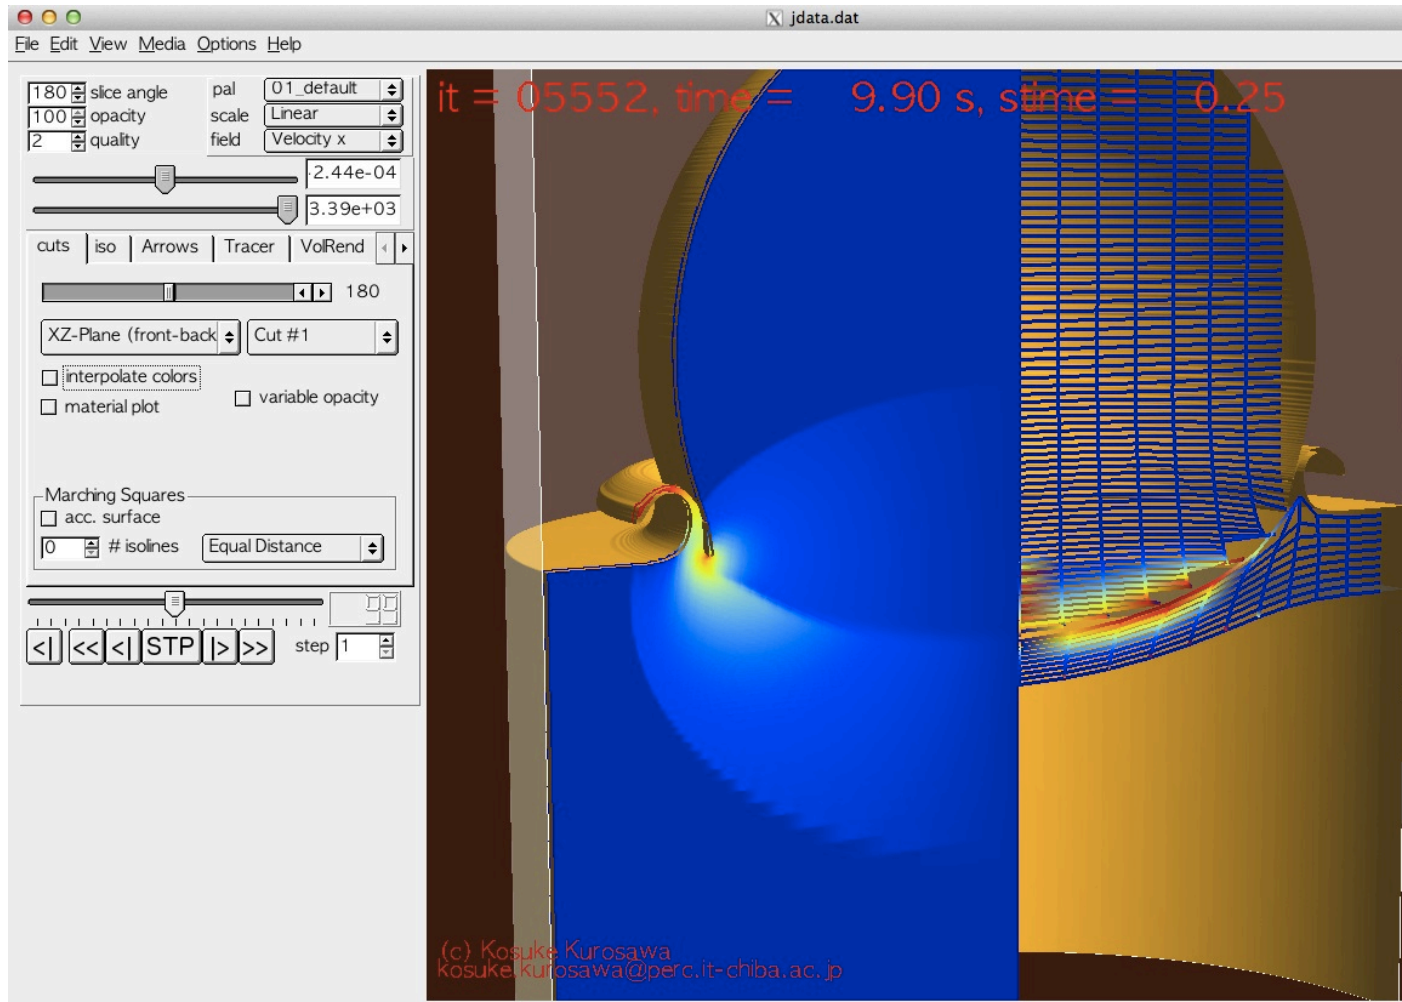 jdata.dat
File Edit View Media Options Help
180 slice angle pal 01_default
100 opacity scale Linear
2 quality field Velocity x
2.44e-04
3.39e+03
cuts iso Arrows Tracer VolRend
180
XZ-Plane (front-back Cut #1
interpolate colors
material plot variable opacity
Marching Squares
acc. surface
0 # isolines Equal Distance
<| << <| STP |> >> step 1
it = 05552, time = 9.90 s, stime = 0.25
(c) Kosuke Kurosawa
kosuke.kurosawa@perc.it-chiba.ac.jp